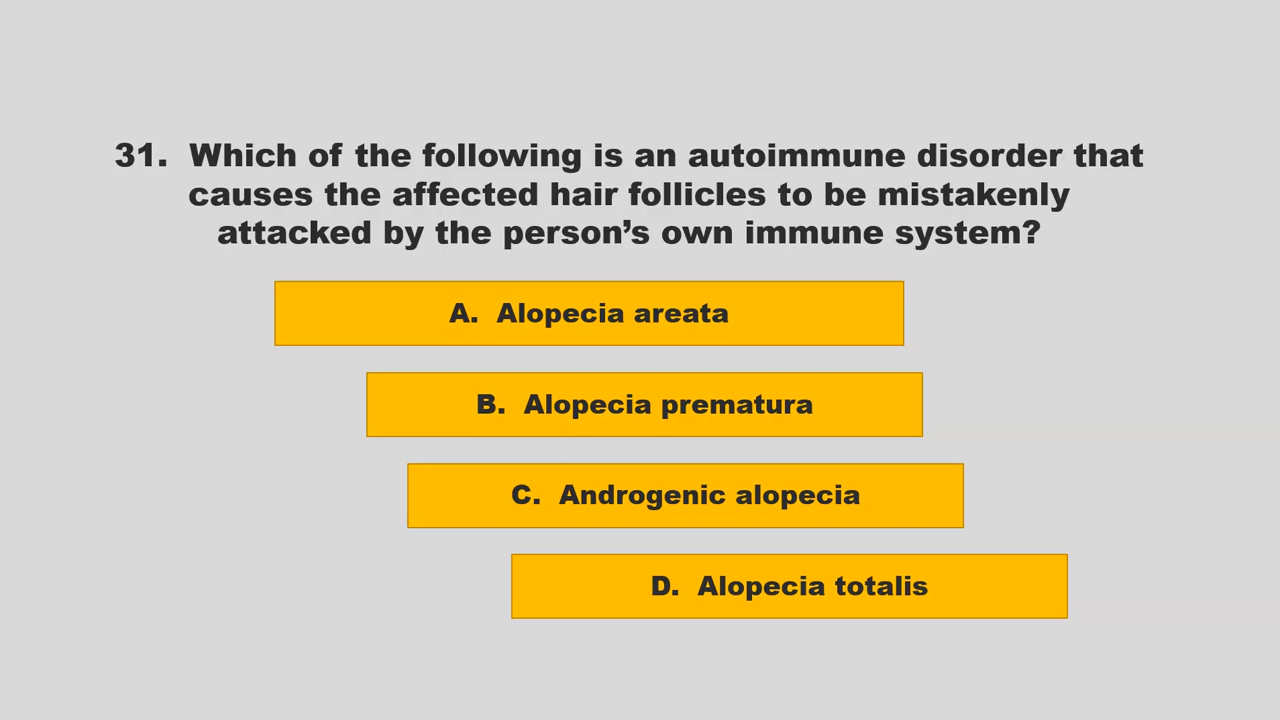 31.  Which of the following is an autoimmune disorder that
causes the affected hair follicles to be mistakenly
attacked by the person’s own immune system?
A.  Alopecia areata
B.  Alopecia prematura
C.  Androgenic alopecia
D.  Alopecia totalis